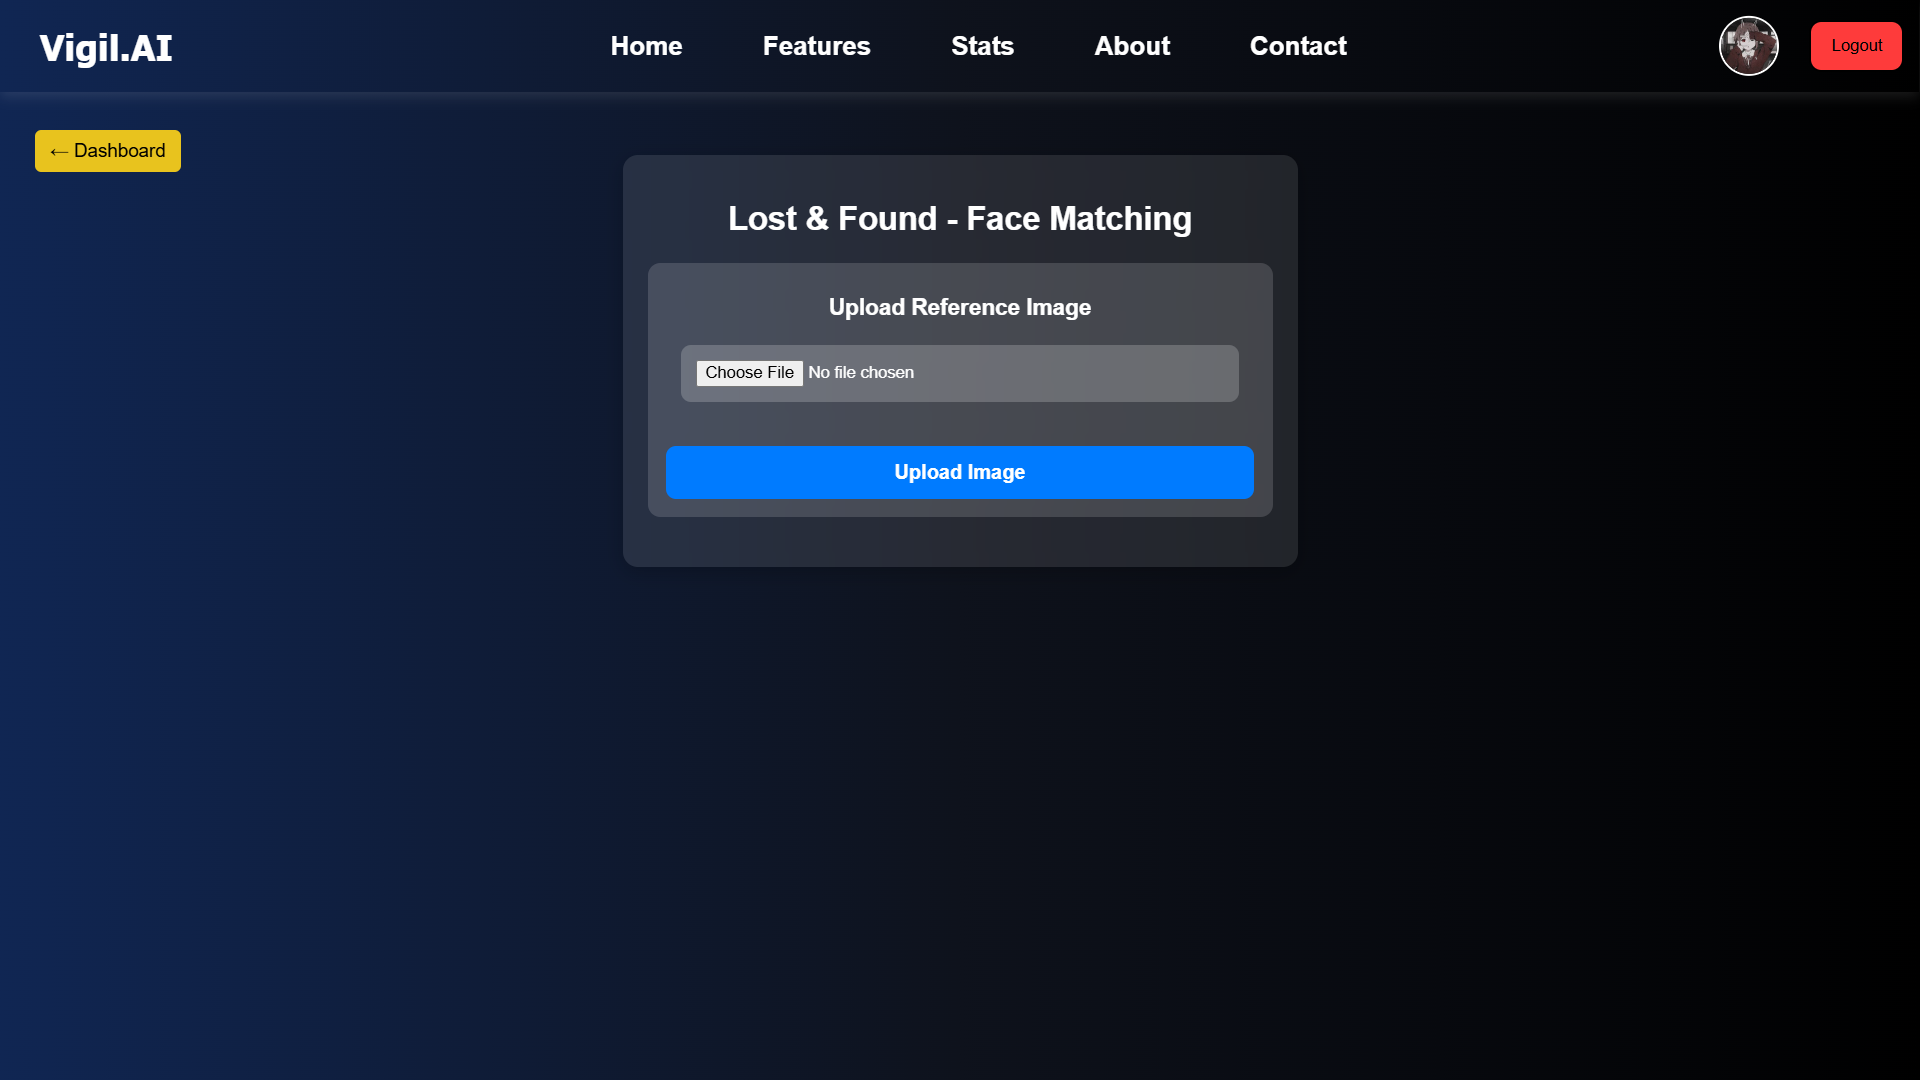 Vigil.AI
Home
Features
Stats
About
Contact
Logout
← Dashboard
Lost & Found - Face Matching
Upload Reference Image
Choose File No file chosen
Upload Image